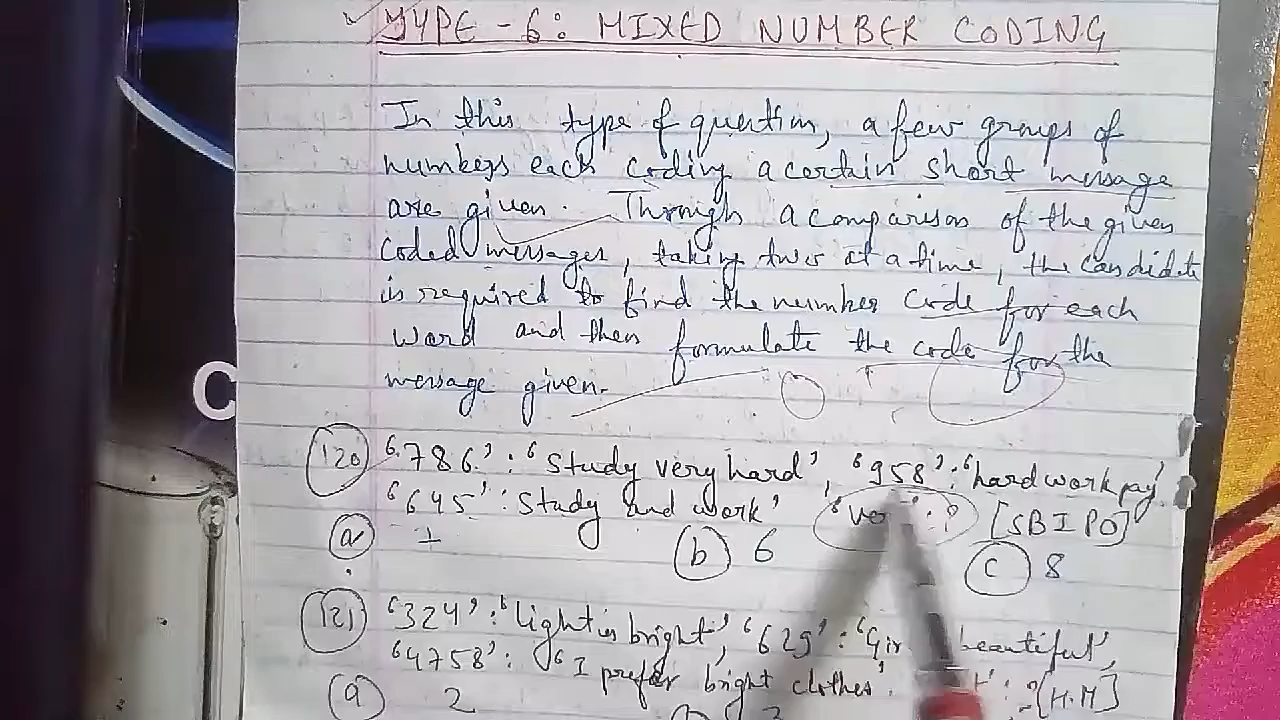 TYPE - 6: MIXED NUMBER CODING
In this type of question, a few groups of
numbers each coding a certain short message
are given. Through a comparison of the given
coded messages, taking two at a time, the candidate
is required to find the number code for each
word and then formulate the code for the
message given.
(120) '786' : 'Study very hard', '958' : 'hard work pay'
'645' : Study and work' : ? [SBI PO]
(a) (b) 6 (c) 8
(121) '324' : 'light is bright', '629' : 'Gir beautiful',
'4758' : 'I prefer bright clothes'. : [H.M]
(a) 2
C